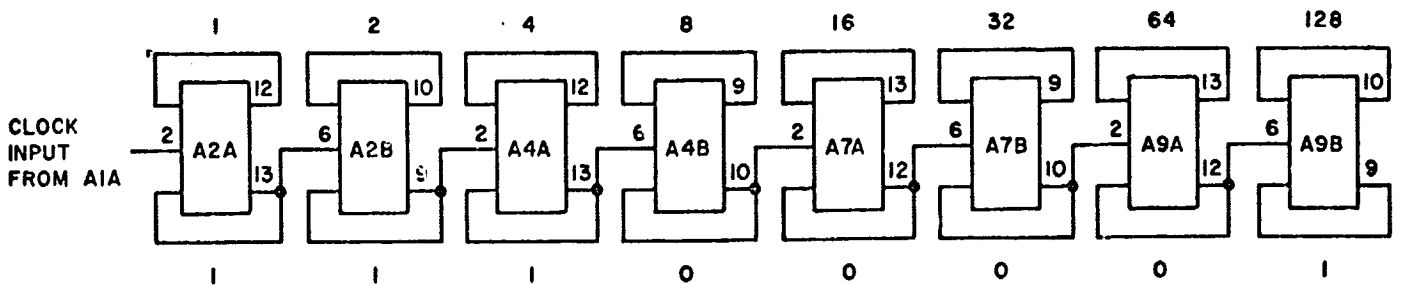 1 2 4 8 16 32 64 128
12 10 12 9 13 9 13 10
CLOCK
INPUT
FROM A1A
2 A2A 6 A2B 2 A4A 6 A4B 2 A7A 6 A7B 2 A9A 6 A9B
13 9 13 10 12 10 12 9
1 1 1 0 0 0 0 1